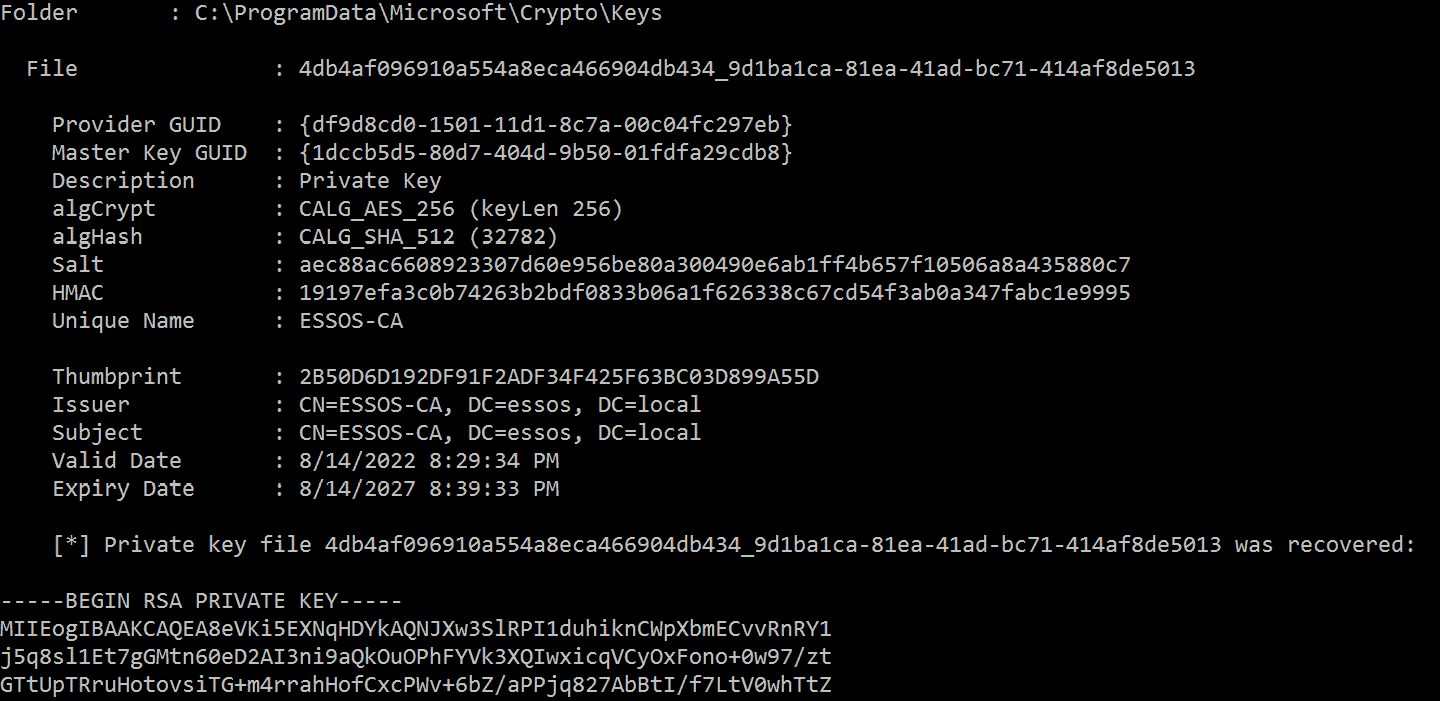 Folder : C:\ProgramData\Microsoft\Crypto\Keys
File : 4db4af096910a554a8eca466904db434_9d1ba1ca-81ea-41ad-bc71-414af8de5013
Provider GUID : {df9d8cd0-1501-11d1-8c7a-00c04fc297eb}
Master Key GUID : {1dccb5d5-80d7-404d-9b50-01fdfa29cdb8}
Description : Private Key
algCrypt : CALG_AES_256 (keyLen 256)
algHash : CALG_SHA_512 (32782)
Salt : aec88ac6608923307d60e956be80a300490e6ab1ff4b657f10506a8a435880c7
HMAC : 19197efa3c0b74263b2bdf0833b06a1f626338c67cd54f3ab0a347fabc1e9995
Unique Name : ESSOS-CA
Thumbprint : 2B50D6D192DF91F2ADF34F425F63BC03D899A55D
Issuer : CN=ESSOS-CA, DC=essos, DC=local
Subject : CN=ESSOS-CA, DC=essos, DC=local
Valid Date : 8/14/2022 8:29:34 PM
Expiry Date : 8/14/2027 8:39:33 PM
[*] Private key file 4db4af096910a554a8eca466904db434_9d1ba1ca-81ea-41ad-bc71-414af8de5013 was recovered:
-----BEGIN RSA PRIVATE KEY-----
MIIEogIBAAKCAQEA8eVKi5EXNqHDYkAQNJXw3SlRPI1duhiknCWpXbmECvvRnRY1
j5q8sl1Et7gGMtn60eD2AI3ni9aQkOuOPhFYVk3XQIwxicqVCyOxFono+0w97/zt
GTtUpTRruHotovsiTG+m4rrahHofCxcPWv+6bZ/aPPjq827AbBtI/f7LtV0whTtZ